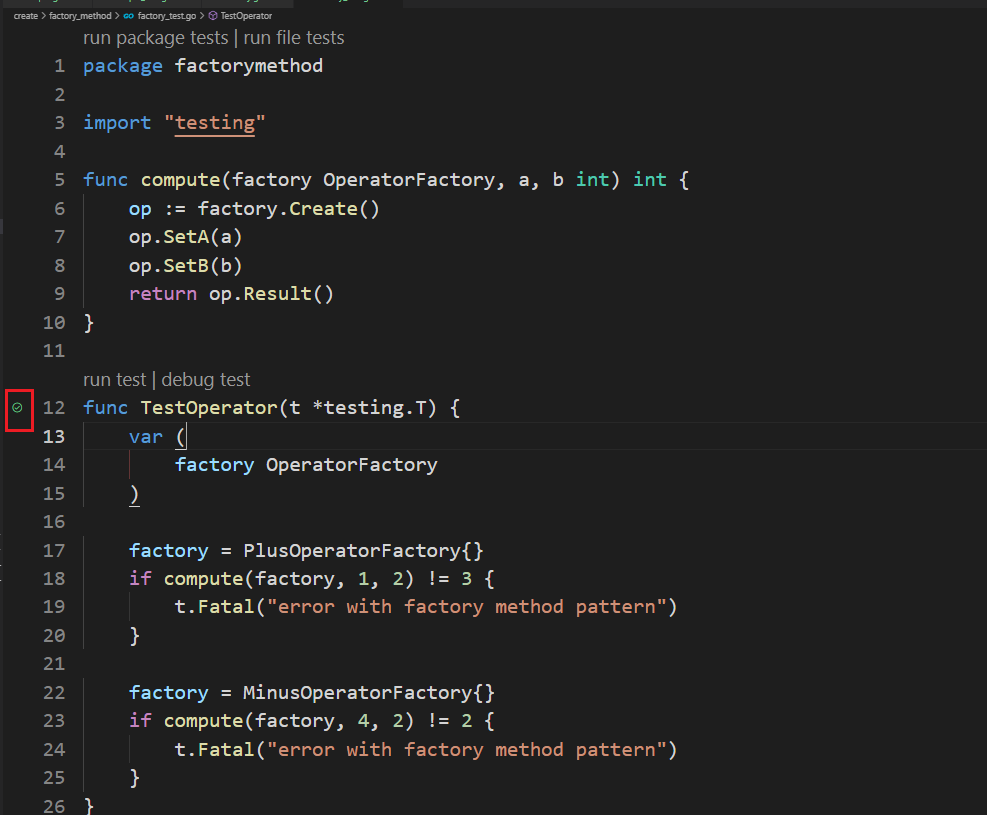 create > factory_method > factory_test.go > TestOperator
run package tests | run file tests
1 package factorymethod
2
3 import "testing"
4
5 func compute(factory OperatorFactory, a, b int) int {
6     op := factory.Create()
7     op.SetA(a)
8     op.SetB(b)
9     return op.Result()
10 }
11
run test | debug test
12 func TestOperator(t *testing.T) {
13     var (
14         factory OperatorFactory
15     )
16
17     factory = PlusOperatorFactory{}
18     if compute(factory, 1, 2) != 3 {
19         t.Fatal("error with factory method pattern")
20     }
21
22     factory = MinusOperatorFactory{}
23     if compute(factory, 4, 2) != 2 {
24         t.Fatal("error with factory method pattern")
25     }
26 }